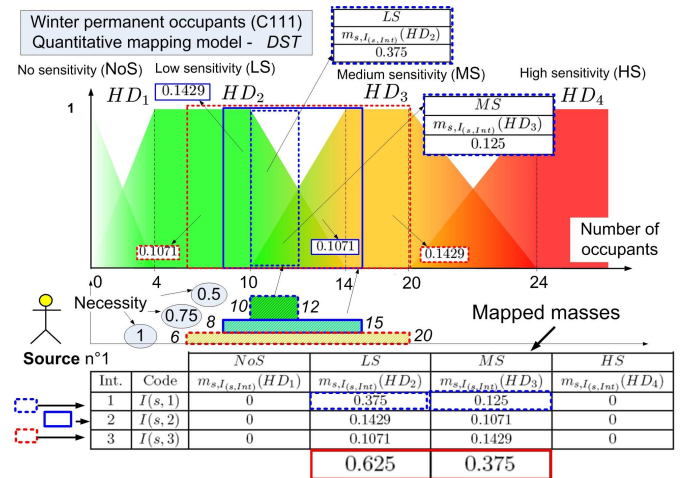 Winter permanent occupants (C111)
Quantitative mapping model - DST
LS
m_{s,I_{(s,Int)}}(HD_2)
0.375
No sensitivity (NoS) Low sensitivity (LS) Medium sensitivity (MS) High sensitivity (HS)
HD_1 0.1429 HD_2 HD_3 HD_4
MS
m_{s,I_{(s,Int)}}(HD_3)
0.125
1
0.1071 0.1071 0.1429
Number of
occupants
0 4 10 14 20 24
Necessity
0.5 10 12
0.75 8 15
1 6 20
Mapped masses
Source n°1
NoS LS MS HS
Int. Code m_{s,I_{(s,Int)}}(HD_1) m_{s,I_{(s,Int)}}(HD_2) m_{s,I_{(s,Int)}}(HD_3) m_{s,I_{(s,Int)}}(HD_4)
1 I(s,1) 0 0.375 0.125 0
2 I(s,2) 0 0.1429 0.1071 0
3 I(s,3) 0 0.1071 0.1429 0
0.625 0.375